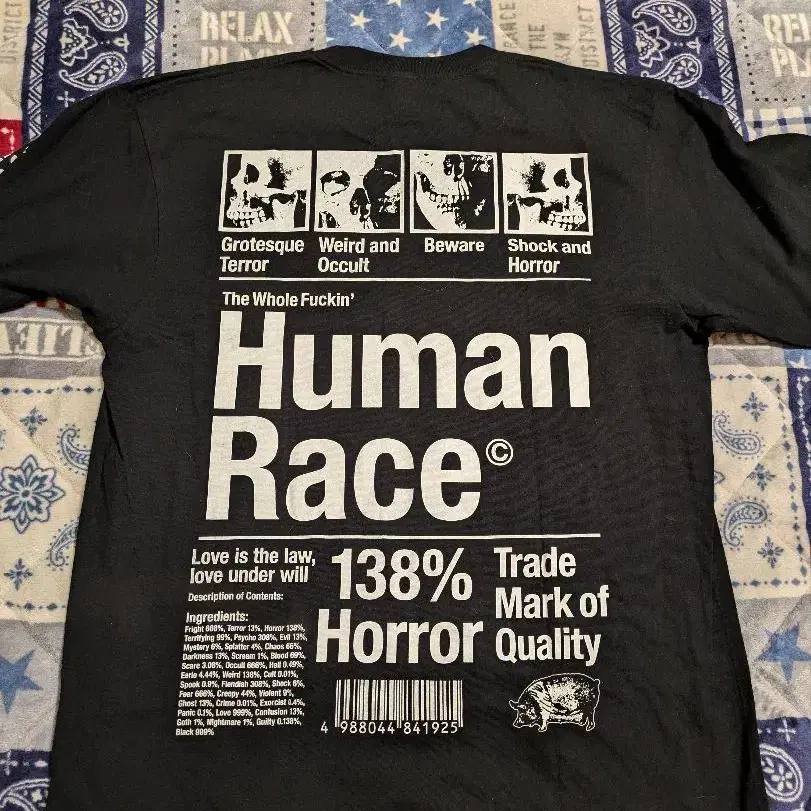 RELAX
DISTRICT
Grotesque
Terror
Weird and
Occult
Beware
Shock and
Horror
The Whole Fuckin'
Human
Race©
Love is the law,
love under will
Description of Contents:
Ingredients:
Fright 666%, Terror 13%, Horror 138%,
Terrifying 99%, Psycho 308%, Evil 13%,
Mystery 6%, Splatter 4%, Chaos 66%,
Darkness 13%, Scream 1%, Blood 69%,
Scare 3.08%, Occult 666%, Hell 0.49%,
Eerie 4.44%, Weird 138%, Cult 0.01%,
Spook 0.9%, Fiendish 308%, Shock 6%,
Fear 666%, Creepy 44%, Violent 9%,
Ghost 13%, Crime 0.01%, Exorcist 0.4%,
Panic 0.1%, Love 999%, Confusion 13%,
Goth 1%, Nightmare 1%, Guilty 0.138%,
Black 999%
138%
Horror
Trade
Mark of
Quality
4 988044 841925